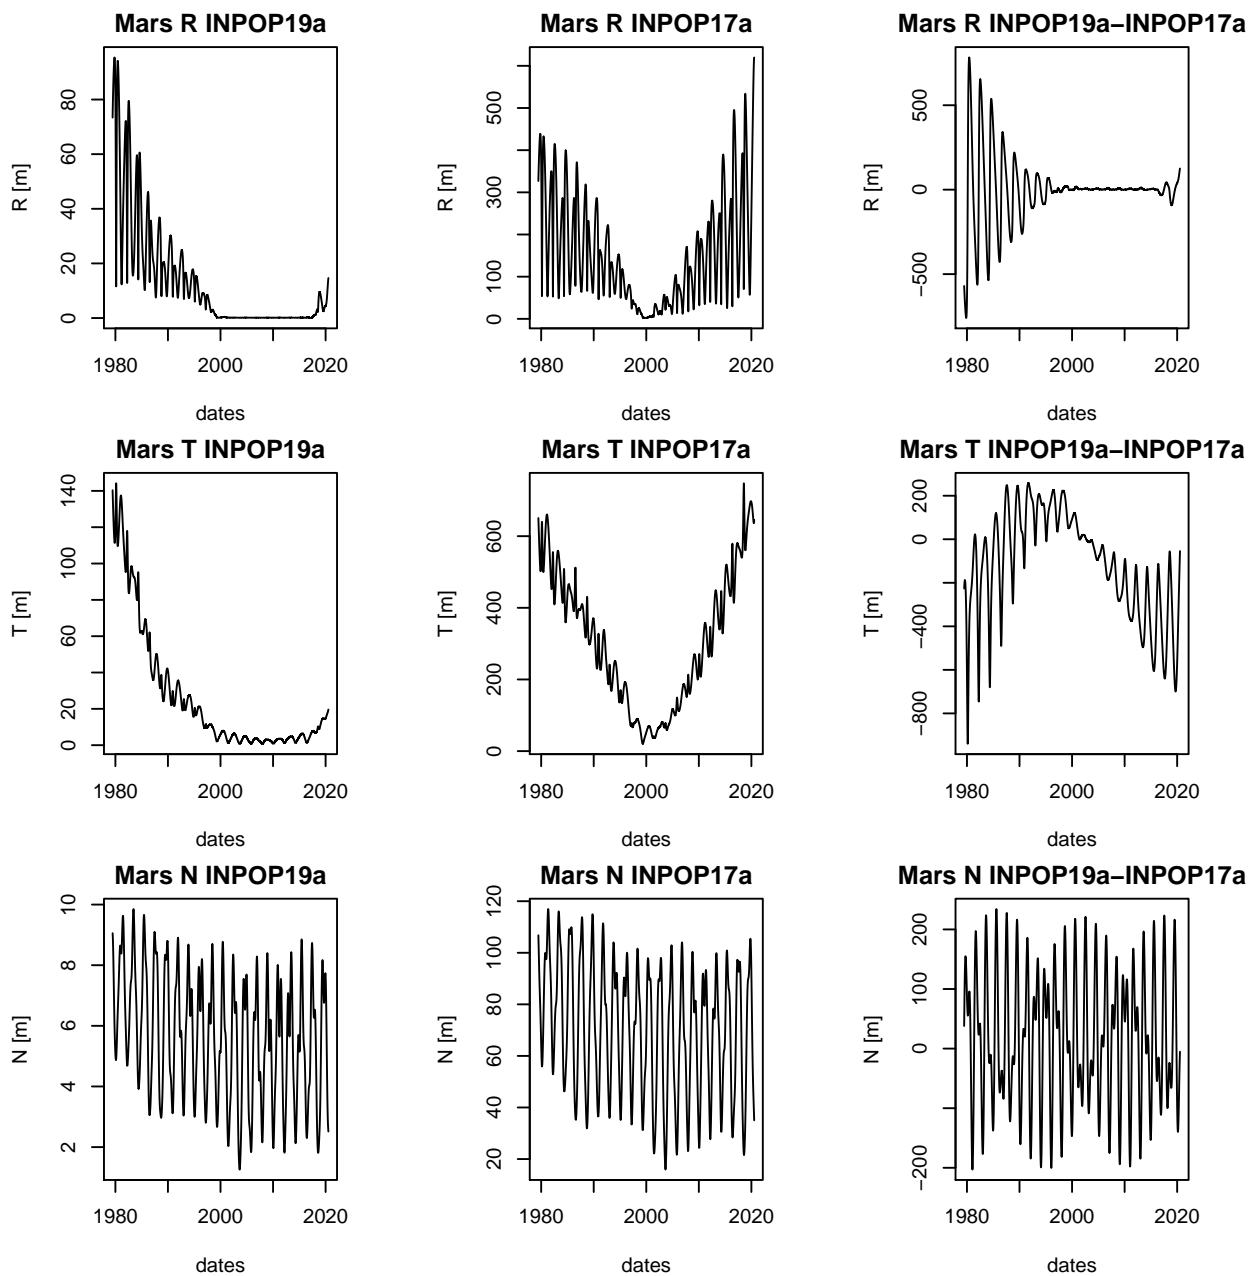 Mars R INPOP19a
R [m]
0 20 40 60 80
1980 2000 2020
dates
Mars R INPOP17a
R [m]
0 100 300 500
1980 2000 2020
dates
Mars R INPOP19a−INPOP17a
R [m]
−500 0 500
1980 2000 2020
dates
Mars T INPOP19a
T [m]
0 20 60 100 140
1980 2000 2020
dates
Mars T INPOP17a
T [m]
0 200 400 600
1980 2000 2020
dates
Mars T INPOP19a−INPOP17a
T [m]
−800 −400 0 200
1980 2000 2020
dates
Mars N INPOP19a
N [m]
2 4 6 8 10
1980 2000 2020
dates
Mars N INPOP17a
N [m]
20 40 60 80 100 120
1980 2000 2020
dates
Mars N INPOP19a−INPOP17a
N [m]
−200 0 100 200
1980 2000 2020
dates